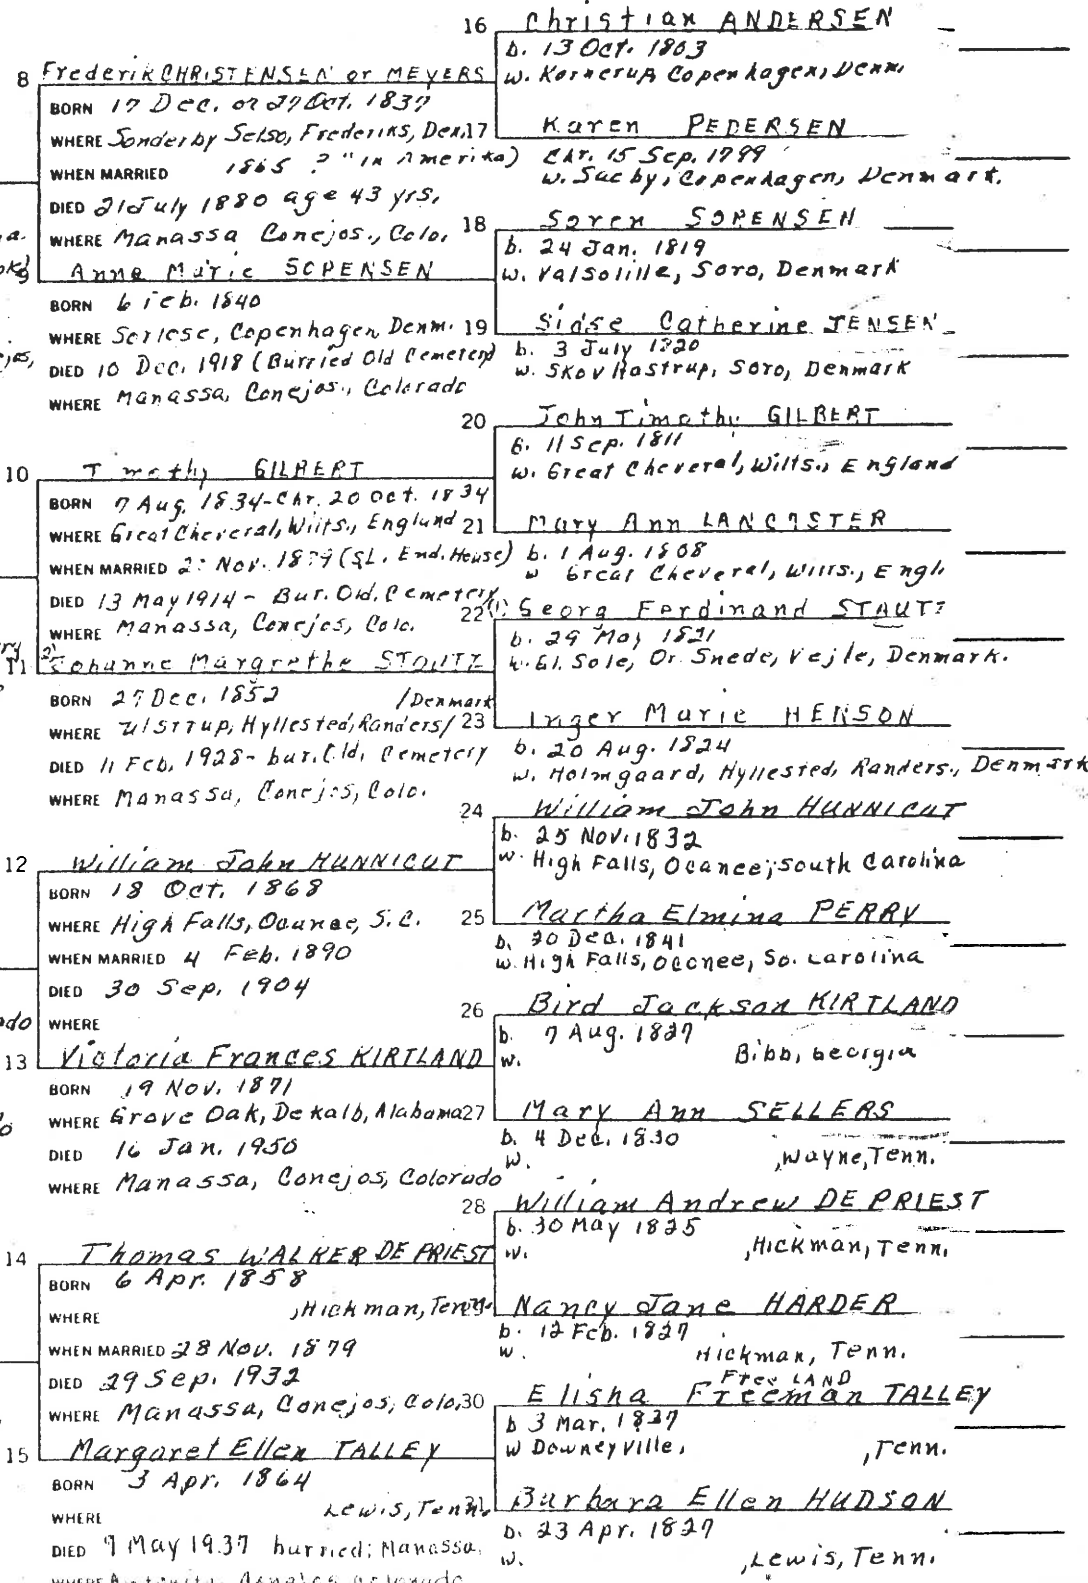 16 Christian ANDERSEN
b. 13 Oct. 1803
w. Kornerup, Copenhagen, Denm.
8 Frederik CHRISTENSEN or MEYERS
BORN 17 Dec. or 27 Oct. 1837
WHERE Sonderby Selso, Frederiks, Den.
WHEN MARRIED 1865 ? "in Amerika)
DIED 21 July 1880 age 43 yrs.
WHERE Manassa Conejos., Colo.
17 Karen PEDERSEN
Chr. 15 Sep. 1799
w. Saeby, Copenhagen, Denmark.
18 Soren SORENSEN
b. 24 Jan. 1819
w. Valsolille, Soro, Denmark
Anne Marie SORENSEN
BORN 6 Feb. 1840
WHERE Serlose, Copenhagen Denm.
DIED 10 Dec. 1918 (Burried Old Cemetery)
WHERE Manassa, Conejos., Colorado
19 Sidse Catherine JENSEN
b. 3 July 1820
w. Skov Hastrup, Soro, Denmark
20 John Timothy GILBERT
b. 11 Sep. 1811
w. Great Cheveral, Wilts., England
10 Timothy GILBERT
BORN 7 Aug. 1834-Chr. 20 Oct. 1834
WHERE Great Cheveral, Wilts., England
WHEN MARRIED Nov. (SL. End. House)
DIED 13 May 1914 - Bur. Old. Cemetery
WHERE Manassa, Conejos, Colo.
21 Mary Ann LANCASTER
b. 1 Aug. 1808
w Great Cheveral, Wilts., Engl.
22 (1) Georg Ferdinand STAUTZ
b. 29 May 1821
w. Gl. Sole, Or. Snede, Vejle, Denmark.
11 Johanne Margrethe STAUTZ
BORN 27 Dec. 1852 /Denmark
WHERE Ulstrup, Hyllested, Randers/
DIED 11 Feb. 1928- bur. Old. Cemetery
WHERE Manassa, Conejos, Colo.
23 Inger Marie HENSON
b. 20 Aug. 1824
w. Holmgaard, Hyllested, Randers., Denmark
24 William John HUNNICUT
b. 25 Nov. 1832
w. High Falls, Oconee, South Carolina
12 William John HUNNICUT
BORN 18 Oct. 1868
WHERE High Falls, Oconee, S.C.
WHEN MARRIED 4 Feb. 1890
DIED 30 Sep. 1904
WHERE
25 Martha Elmina PERRY
b. 20 Dec. 1841
w. High Falls, Oconee, So. Carolina
26 Bird Jackson KIRTLAND
b. 7 Aug. 1827
w. Bibb, Georgia
13 Victoria Frances KIRTLAND
BORN 19 Nov. 1871
WHERE Grove Oak, Dekalb, Alabama
DIED 16 Jan. 1950
WHERE Manassa, Conejos, Colorado
27 Mary Ann SELLERS
b. 4 Dec. 1830
w. ,Wayne, Tenn.
28 William Andrew DE PRIEST
b. 30 May 1825
w. ,Hickman, Tenn.
14 Thomas WALKER DE PRIEST
BORN 6 Apr. 1858
WHERE ,Hickman, Tenn.
WHEN MARRIED 28 Nov. 1879
DIED 29 Sep. 1932
WHERE Manassa, Conejos, Colo.
Nancy Jane HARDER
b. 12 Feb. 1827
w. Hickman, Tenn.
Free LAND
30 Elisha Freeman TALLEY
b 3 Mar. 1827
w Downeyville, ,Tenn.
15 Margaret Ellen TALLEY
BORN 3 Apr. 1864
WHERE Lewis, Tenn.
DIED 7 May 1937 burried; Manassa.
WHERE Antonito, Conejos Colorado
31 Barbara Ellen HUDSON
b. 23 Apr. 1827
w. ,Lewis, Tenn.